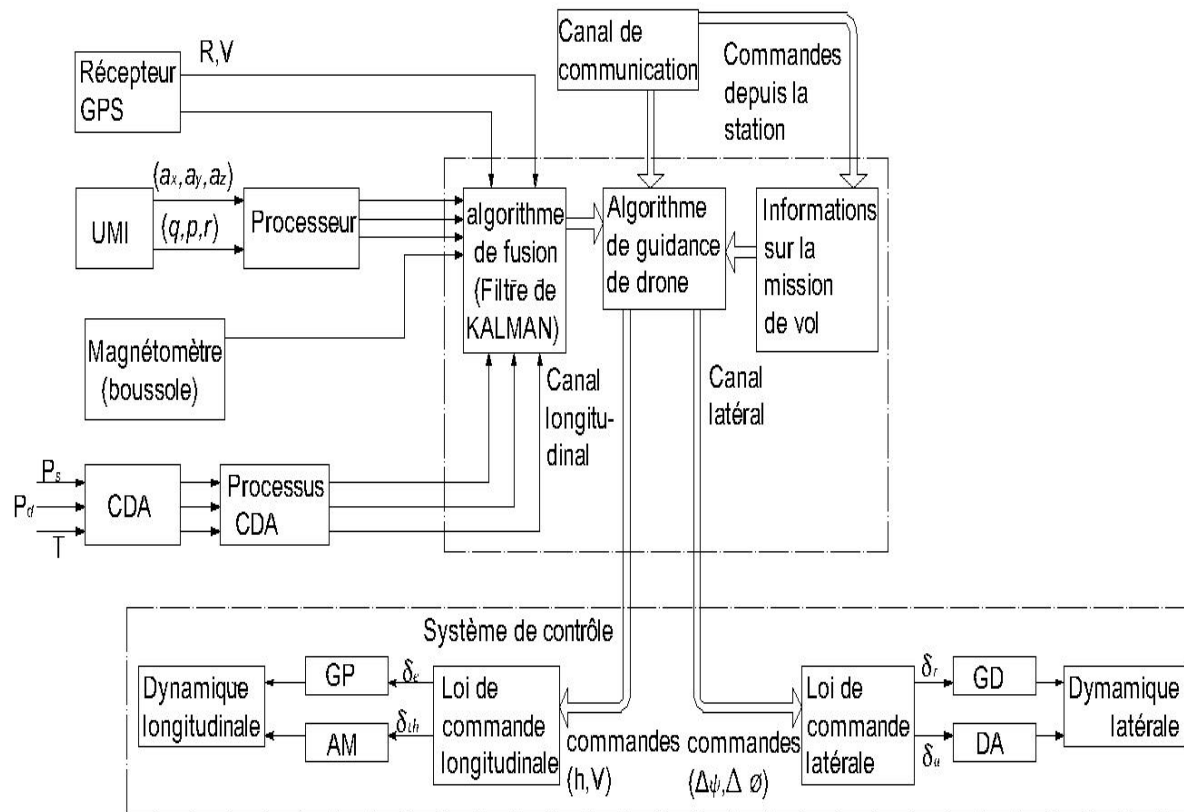 Récepteur
GPS
R,V
Canal de
communication
Commandes
depuis la
station
UMI
(ax,ay,az)
(q,p,r)
Processeur
algorithme
de fusion
(Filtre de
KALMAN)
Algorithme
de guidance
de drone
Informations
sur la
mission
de vol
Magnétomètre
(boussole)
Canal
longitu-
dinal
Canal
latéral
Ps
Pd
T
CDA
Processus
CDA
Système de contrôle
Dynamique
longitudinale
GP
AM
δe
δth
Loi de
commande
longitudinale
commandes
(h,V)
commandes
(Δψ,Δ ø)
Loi de
commande
latérale
δr
δa
GD
DA
Dymamique
latérale